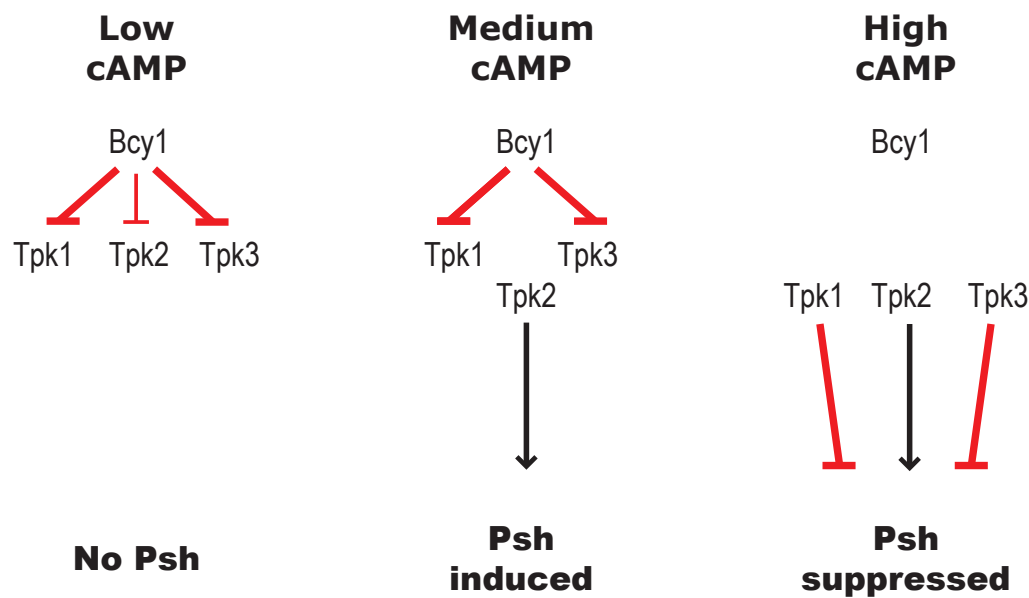 Low
cAMP
Bcy1
Tpk1 Tpk2 Tpk3
No Psh
Medium
cAMP
Bcy1
Tpk1 Tpk3
Tpk2
Psh
induced
High
cAMP
Bcy1
Tpk1 Tpk2 Tpk3
Psh
suppressed